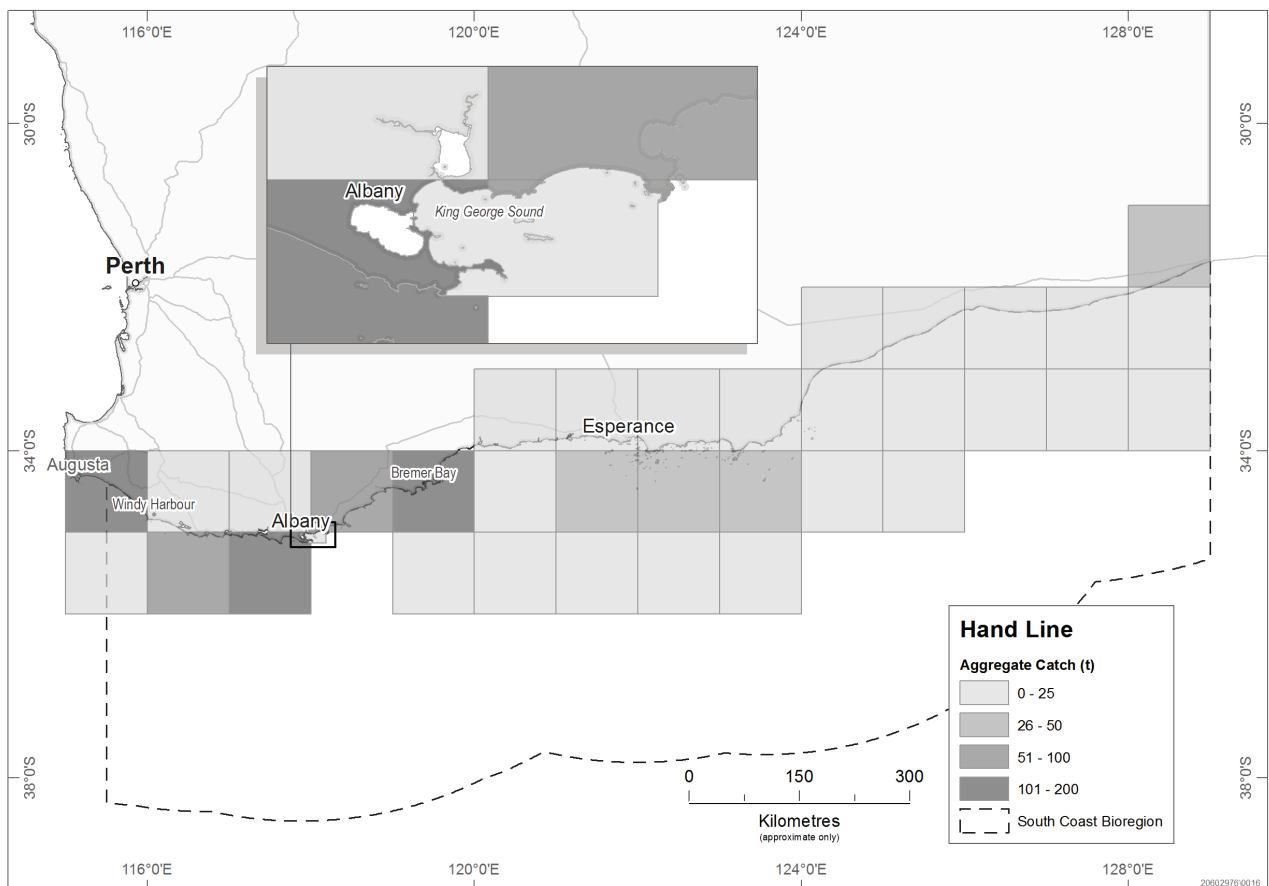 116°0'E
120°0'E
124°0'E
128°0'E
30°0'S
30°0'S
Albany
King George Sound
Perth
Esperance
34°0'S
34°0'S
Augusta
Bremer Bay
Windy Harbour
Albany
Hand Line
Aggregate Catch (t)
0 - 25
26 - 50
51 - 100
101 - 200
South Coast Bioregion
38°0'S
38°0'S
0 150 300
Kilometres
(approximate only)
116°0'E
120°0'E
124°0'E
128°0'E
20602976\0016